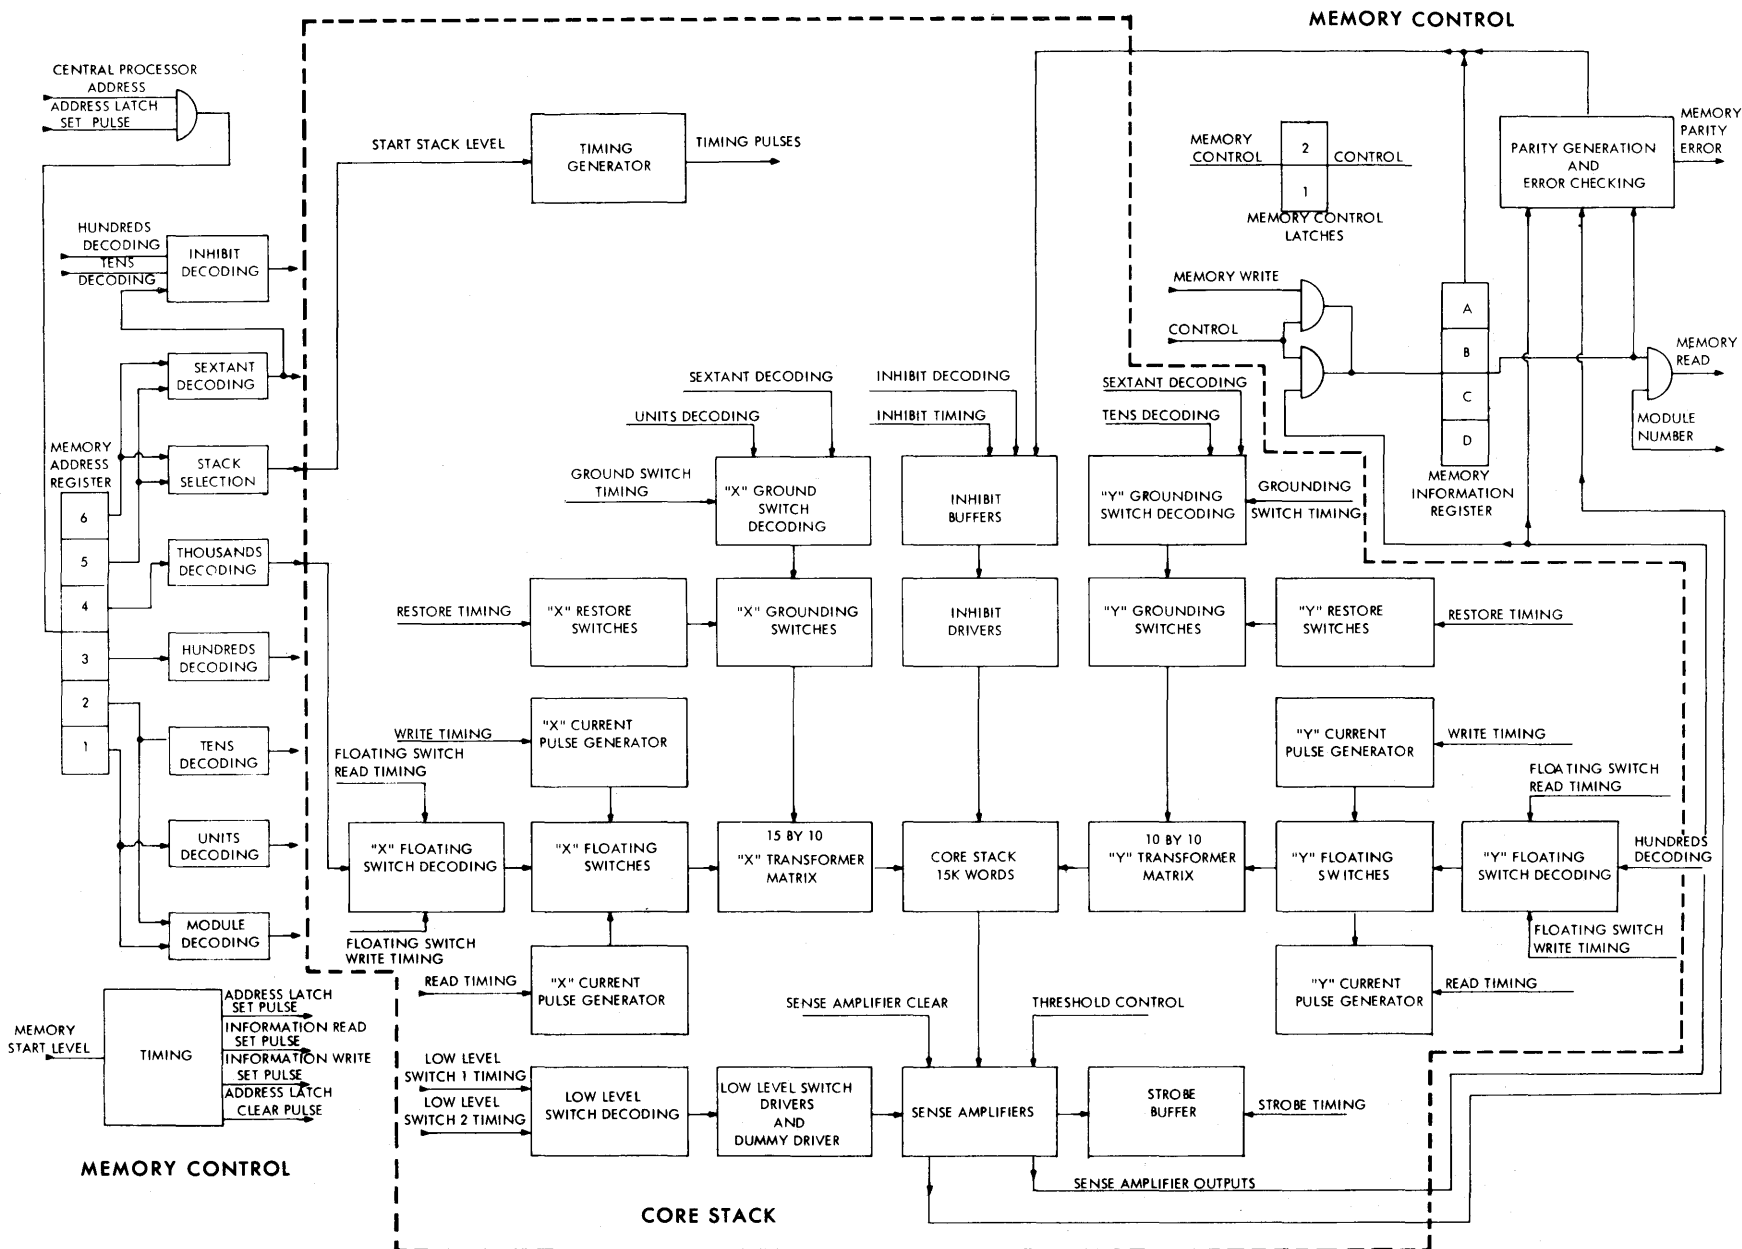 MEMORY CONTROL
CENTRAL PROCESSOR
ADDRESS
ADDRESS LATCH
SET PULSE
START STACK LEVEL
TIMING
GENERATOR
TIMING PULSES
MEMORY
CONTROL
2
1
CONTROL
MEMORY CONTROL
LATCHES
PARITY GENERATION
AND
ERROR CHECKING
MEMORY
PARITY
ERROR
HUNDREDS
DECODING
TENS
DECODING
INHIBIT
DECODING
MEMORY WRITE
CONTROL
A
B
C
D
MEMORY
INFORMATION
REGISTER
MEMORY
READ
MODULE
NUMBER
SEXTANT
DECODING
STACK
SELECTION
MEMORY
ADDRESS
REGISTER
6
5
4
3
2
1
THOUSANDS
DECODING
HUNDREDS
DECODING
TENS
DECODING
UNITS
DECODING
MODULE
DECODING
SEXTANT DECODING
UNITS DECODING
GROUND SWITCH
TIMING
"X" GROUND
SWITCH
DECODING
INHIBIT DECODING
INHIBIT TIMING
INHIBIT
BUFFERS
SEXTANT DECODING
TENS DECODING
"Y" GROUNDING
SWITCH DECODING
GROUNDING
SWITCH TIMING
RESTORE TIMING
"X" RESTORE
SWITCHES
"X" GROUNDING
SWITCHES
INHIBIT
DRIVERS
"Y" GROUNDING
SWITCHES
"Y" RESTORE
SWITCHES
RESTORE TIMING
WRITE TIMING
"X" CURRENT
PULSE GENERATOR
"Y" CURRENT
PULSE GENERATOR
WRITE TIMING
FLOATING SWITCH
READ TIMING
FLOATING SWITCH
READ TIMING
"X" FLOATING
SWITCH DECODING
"X" FLOATING
SWITCHES
15 BY 10
"X" TRANSFORMER
MATRIX
CORE STACK
15K WORDS
10 BY 10
"Y" TRANSFORMER
MATRIX
"Y" FLOATING
SWITCHES
"Y" FLOATING
SWITCH DECODING
HUNDREDS
DECODING
FLOATING SWITCH
WRITE TIMING
FLOATING SWITCH
WRITE TIMING
READ TIMING
"X" CURRENT
PULSE GENERATOR
"Y" CURRENT
PULSE GENERATOR
READ TIMING
MEMORY
START LEVEL
TIMING
ADDRESS LATCH
SET PULSE
INFORMATION READ
SET PULSE
INFORMATION WRITE
SET PULSE
ADDRESS LATCH
CLEAR PULSE
SENSE AMPLIFIER CLEAR
THRESHOLD CONTROL
LOW LEVEL
SWITCH 1 TIMING
LOW LEVEL
SWITCH 2 TIMING
LOW LEVEL
SWITCH DECODING
LOW LEVEL SWITCH
DRIVERS
AND
DUMMY DRIVER
SENSE AMPLIFIERS
STROBE
BUFFER
STROBE TIMING
SENSE AMPLIFIER OUTPUTS
MEMORY CONTROL
CORE STACK